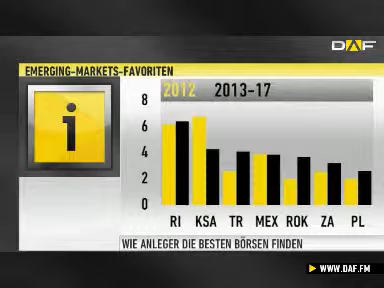 DAF
EMERGING-MARKETS-FAVORITEN
i
2012 2013-17
8
6
4
2
0
RI KSA TR MEX ROK ZA PL
WIE ANLEGER DIE BESTEN BÖRSEN FINDEN
WWW.DAF.FM